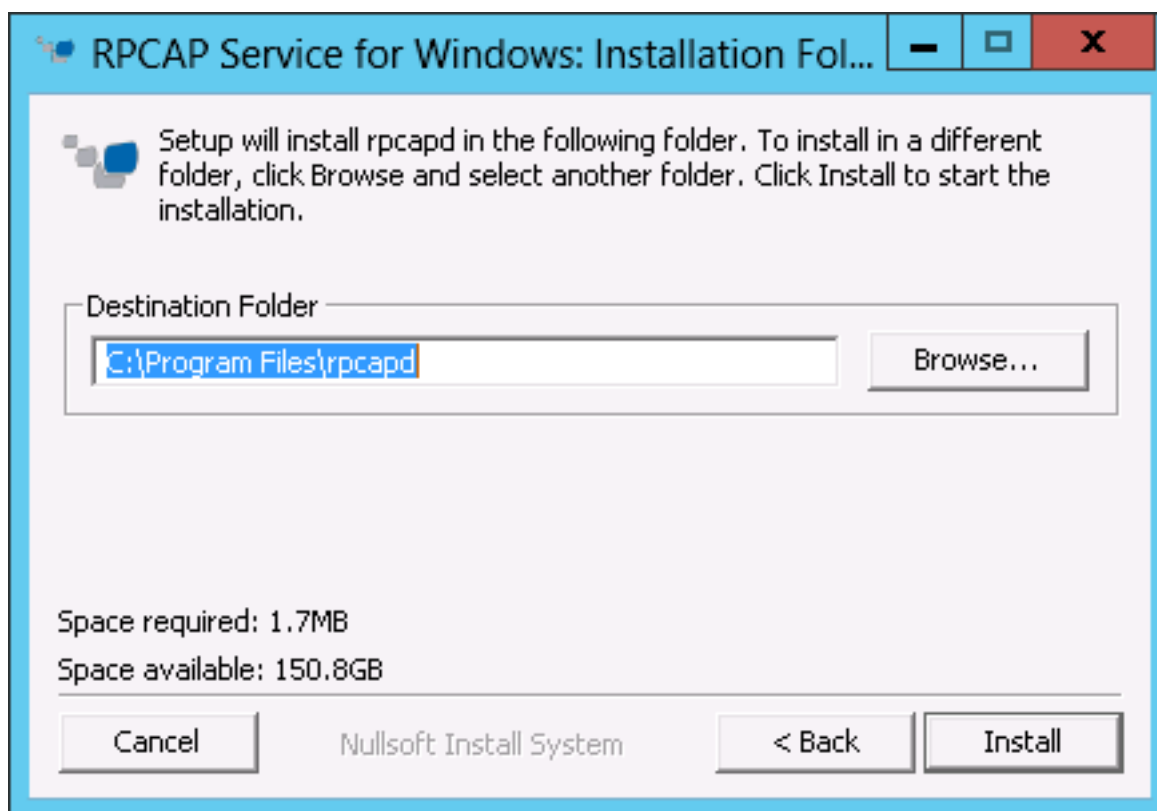 RPCAP Service for Windows: Installation Fol...
Setup will install rpcapd in the following folder. To install in a different
folder, click Browse and select another folder. Click Install to start the
installation.
Destination Folder
C:\Program Files\rpcapd
Browse...
Space required: 1.7MB
Space available: 150.8GB
Cancel
Nullsoft Install System
< Back
Install